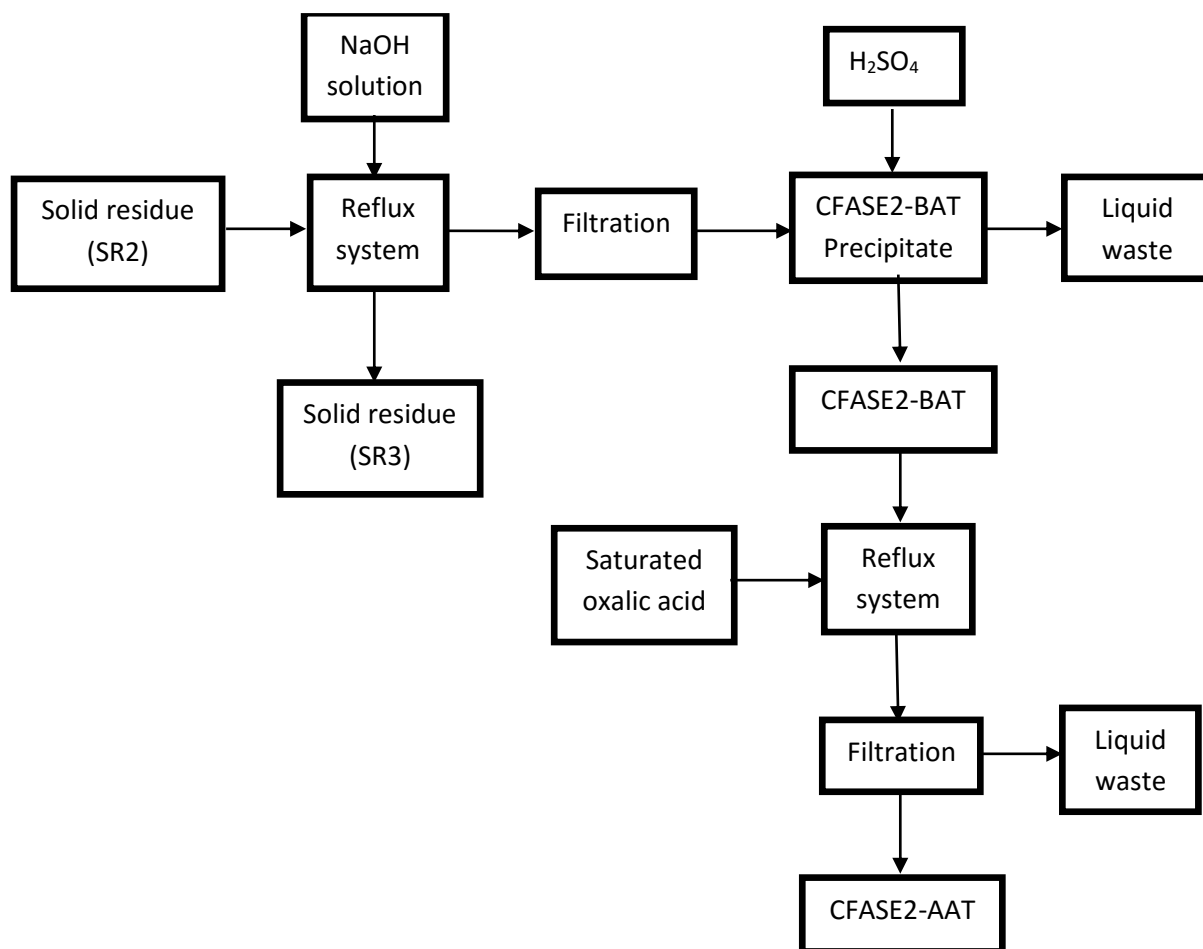 NaOH
solution
H₂SO₄
Solid residue
(SR2)
Reflux
system
Filtration
CFASE2-BAT
Precipitate
Liquid
waste
Solid residue
(SR3)
CFASE2-BAT
Saturated
oxalic acid
Reflux
system
Filtration
Liquid
waste
CFASE2-AAT